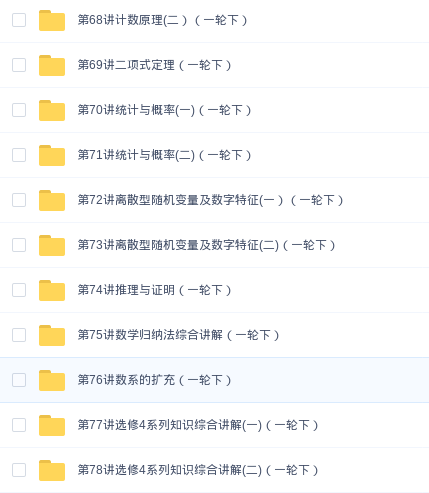 第68讲计数原理(二）（一轮下）
第69讲二项式定理（一轮下）
第70讲统计与概率(一)（一轮下）
第71讲统计与概率(二)（一轮下）
第72讲离散型随机变量及数字特征(一）（一轮下）
第73讲离散型随机变量及数字特征(二)（一轮下）
第74讲推理与证明（一轮下）
第75讲数学归纳法综合讲解（一轮下）
第76讲数系的扩充（一轮下）
第77讲选修4系列知识综合讲解(一)（一轮下）
第78讲选修4系列知识综合讲解(二)（一轮下）